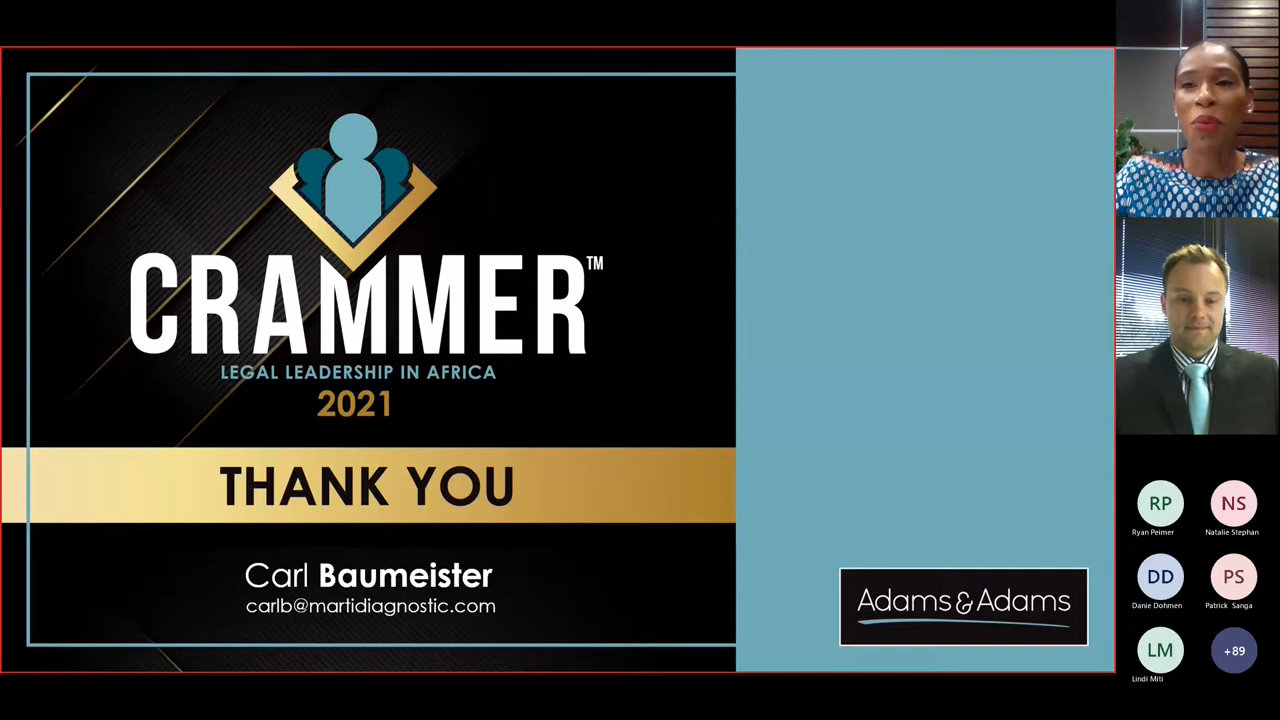 CRAMMER™
LEGAL LEADERSHIP IN AFRICA
2021
THANK YOU
Carl Baumeister
carlb@martidiagnostic.com
Adams & Adams
RP
NS
Ryan Peimer
Natalie Stephan
DD
PS
Danie Dohmen
Patrick Sanga
LM
+89
Lindi Miti